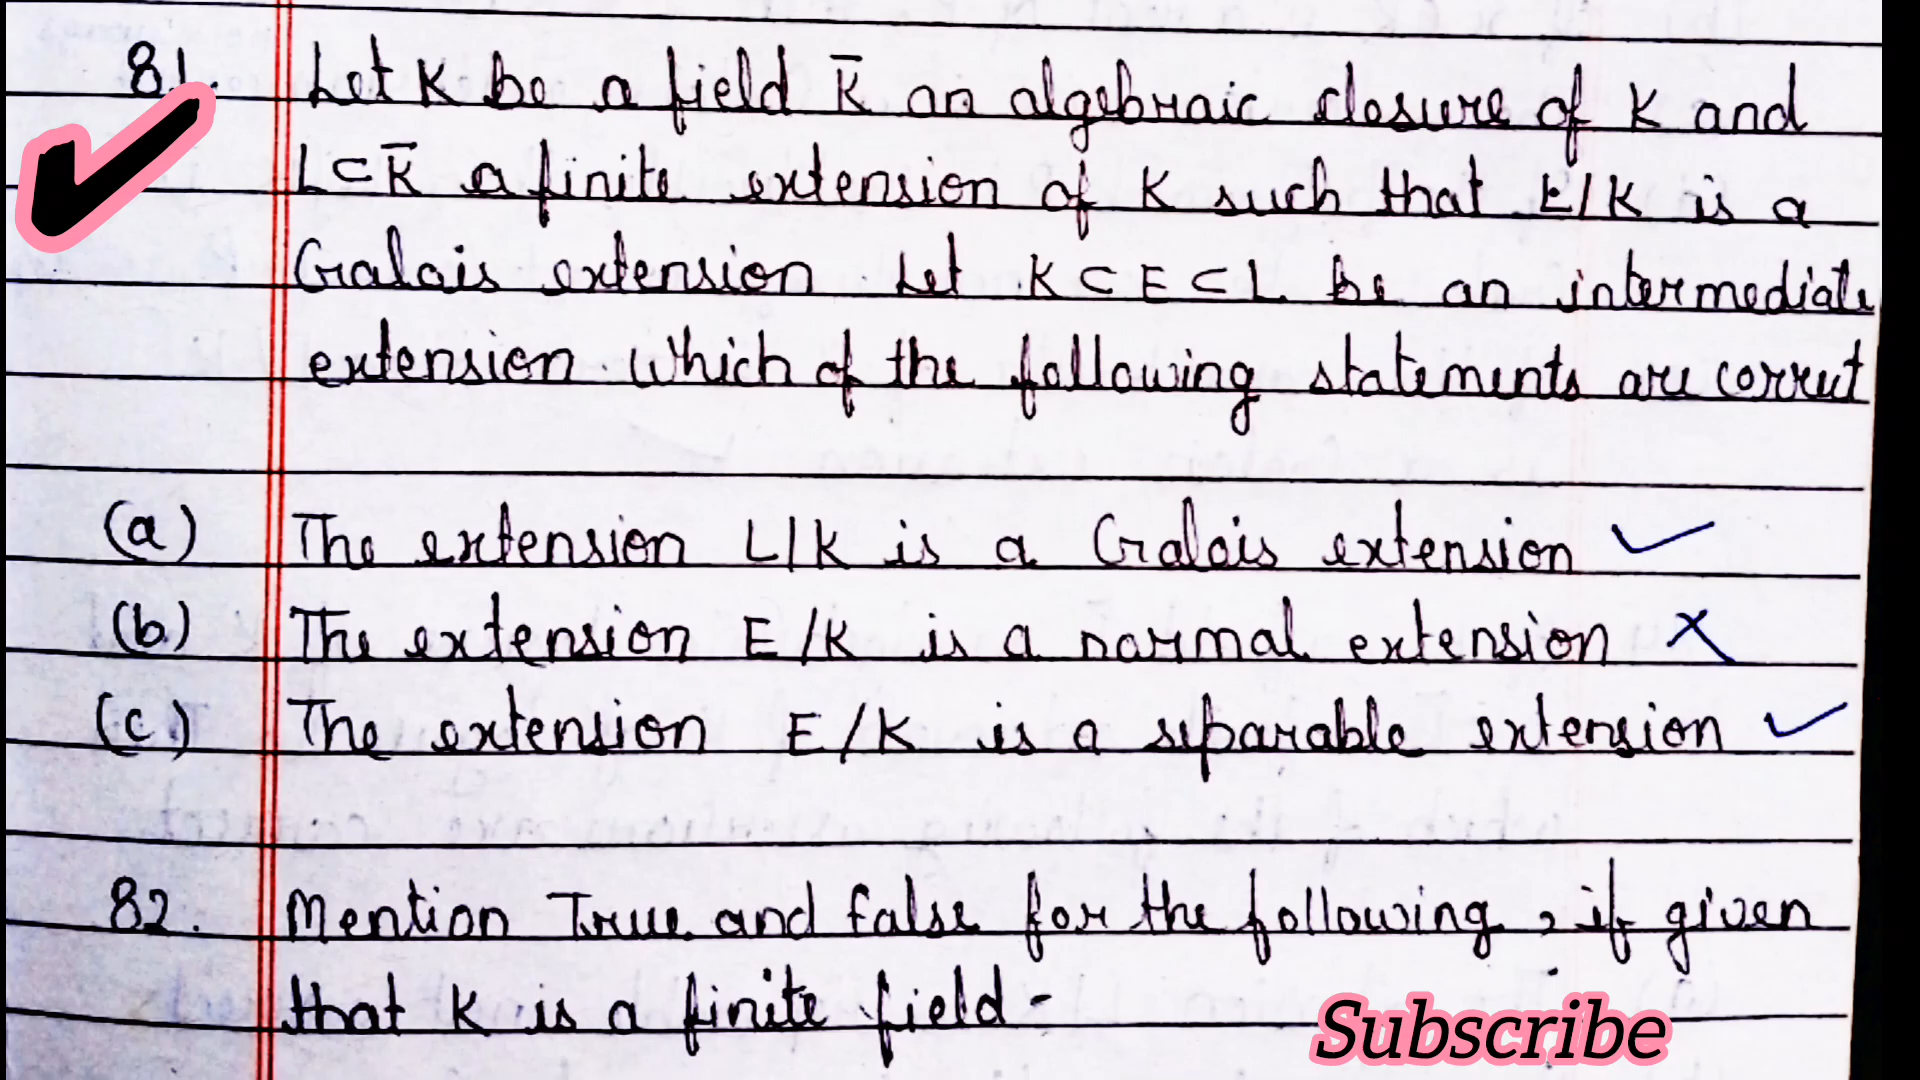 81. Let K be a field K̅ an algebraic closure of K and
L⊂K̅ a finite extension of K such that E/K is a
Galois extension. Let K ⊂ E ⊂ L be an intermediate
extension. Which of the following statements are correct
(a) The extension L/K is a Galois extension ✓
(b) The extension E/K is a normal extension ✗
(c) The extension E/K is a separable extension ✓
82. Mention True and False for the following, if given
that K is a finite field-
Subscribe